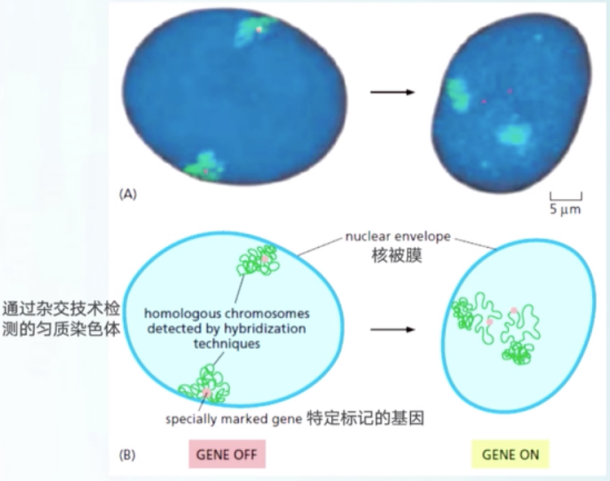 (A)
5 μm
nuclear envelope
核被膜
通过杂交技术检
测的匀质染色体
homologous chromosomes
detected by hybridization
techniques
specially marked gene 特定标记的基因
(B)
GENE OFF
GENE ON